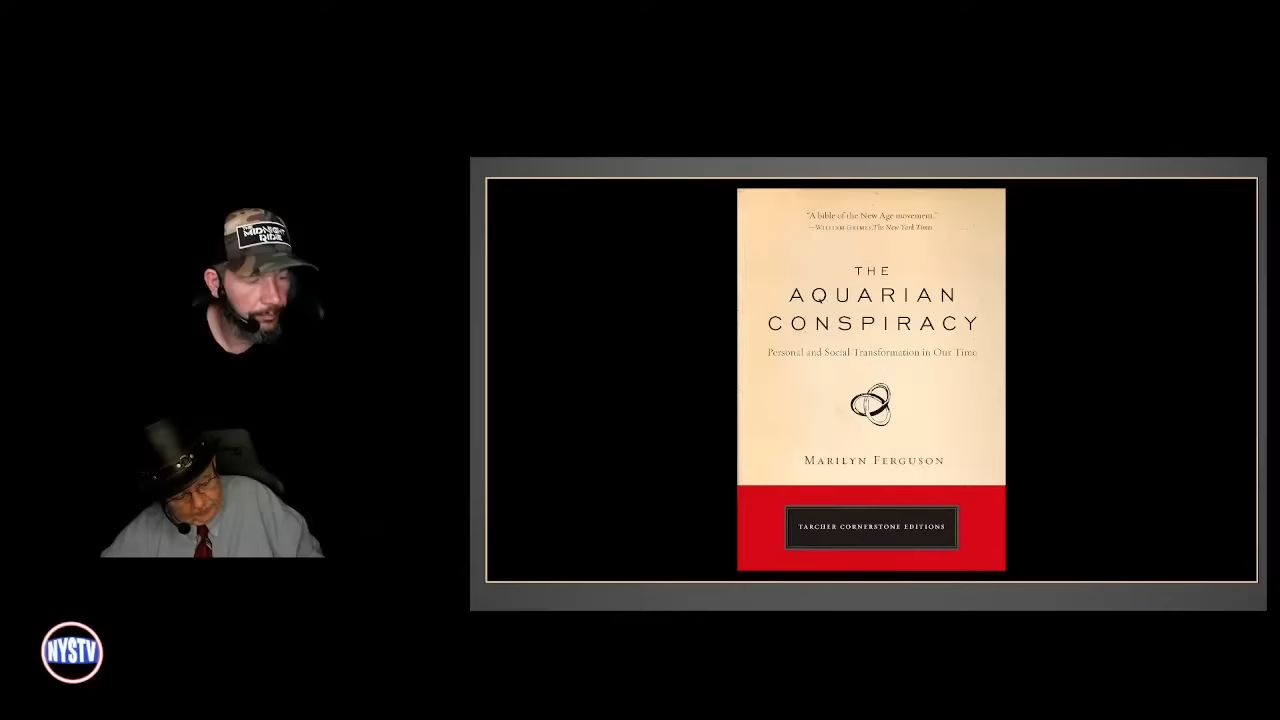 THE
MIDNIGHT
RIDE
NYSTV
"A bible of the New Age movement."
—WILLIAM GRIMES, The New York Times
THE
AQUARIAN
CONSPIRACY
Personal and Social Transformation in Our Time
MARILYN FERGUSON
TARCHER CORNERSTONE EDITIONS